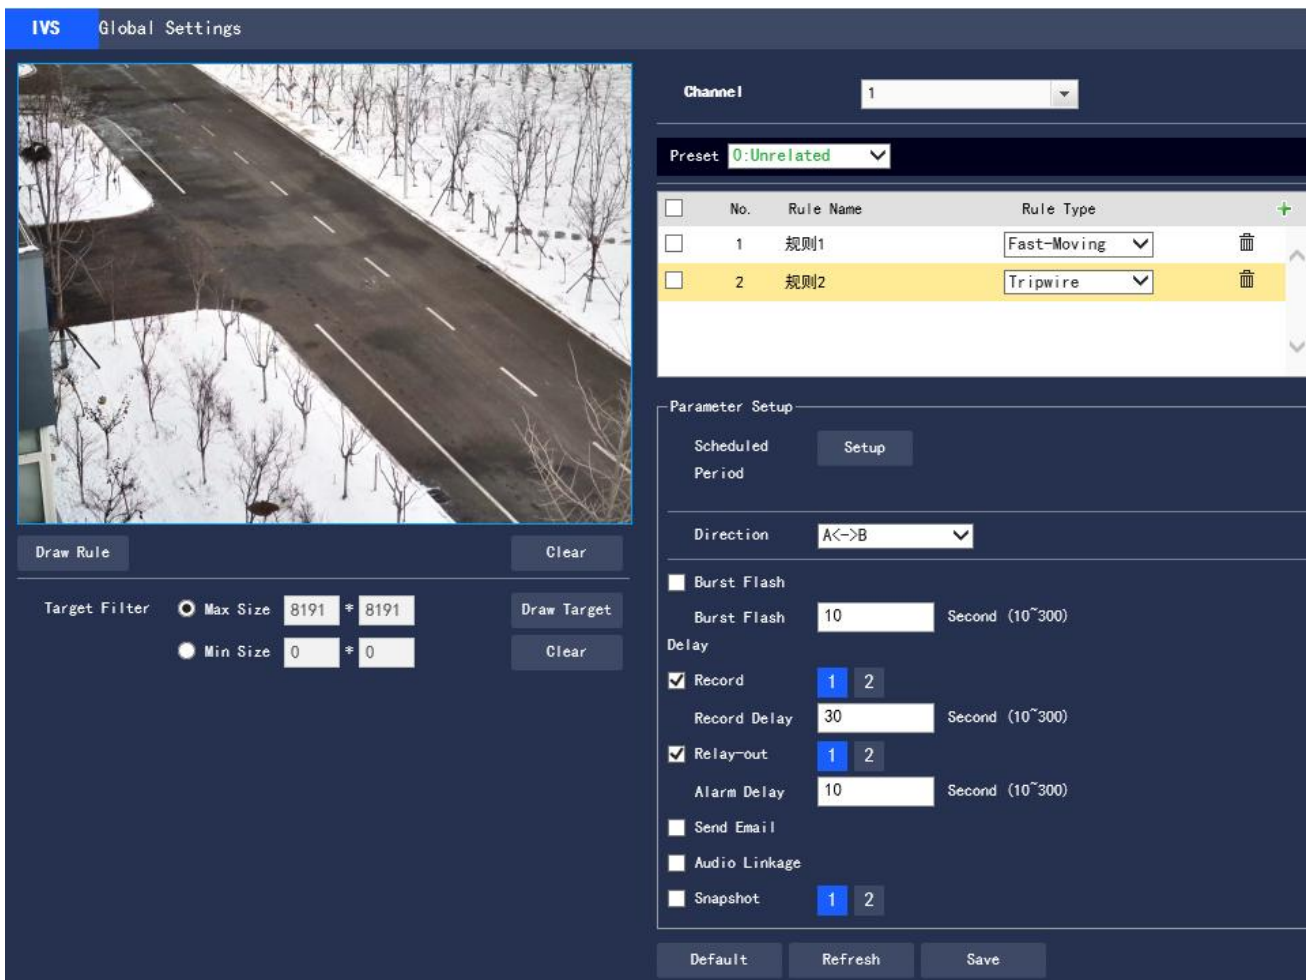 IVS Global Settings
Channel 1
Preset 0:Unrelated
No. Rule Name Rule Type
1 规则1 Fast-Moving
2 规则2 Tripwire
Parameter Setup
Scheduled Period Setup
Direction A<->B
Burst Flash
Burst Flash Delay 10 Second (10~300)
Record 1 2
Record Delay 30 Second (10~300)
Relay-out 1 2
Alarm Delay 10 Second (10~300)
Send Email
Audio Linkage
Snapshot 1 2
Default Refresh Save
Draw Rule Clear
Target Filter Max Size 8191 * 8191 Draw Target
Min Size 0 * 0 Clear